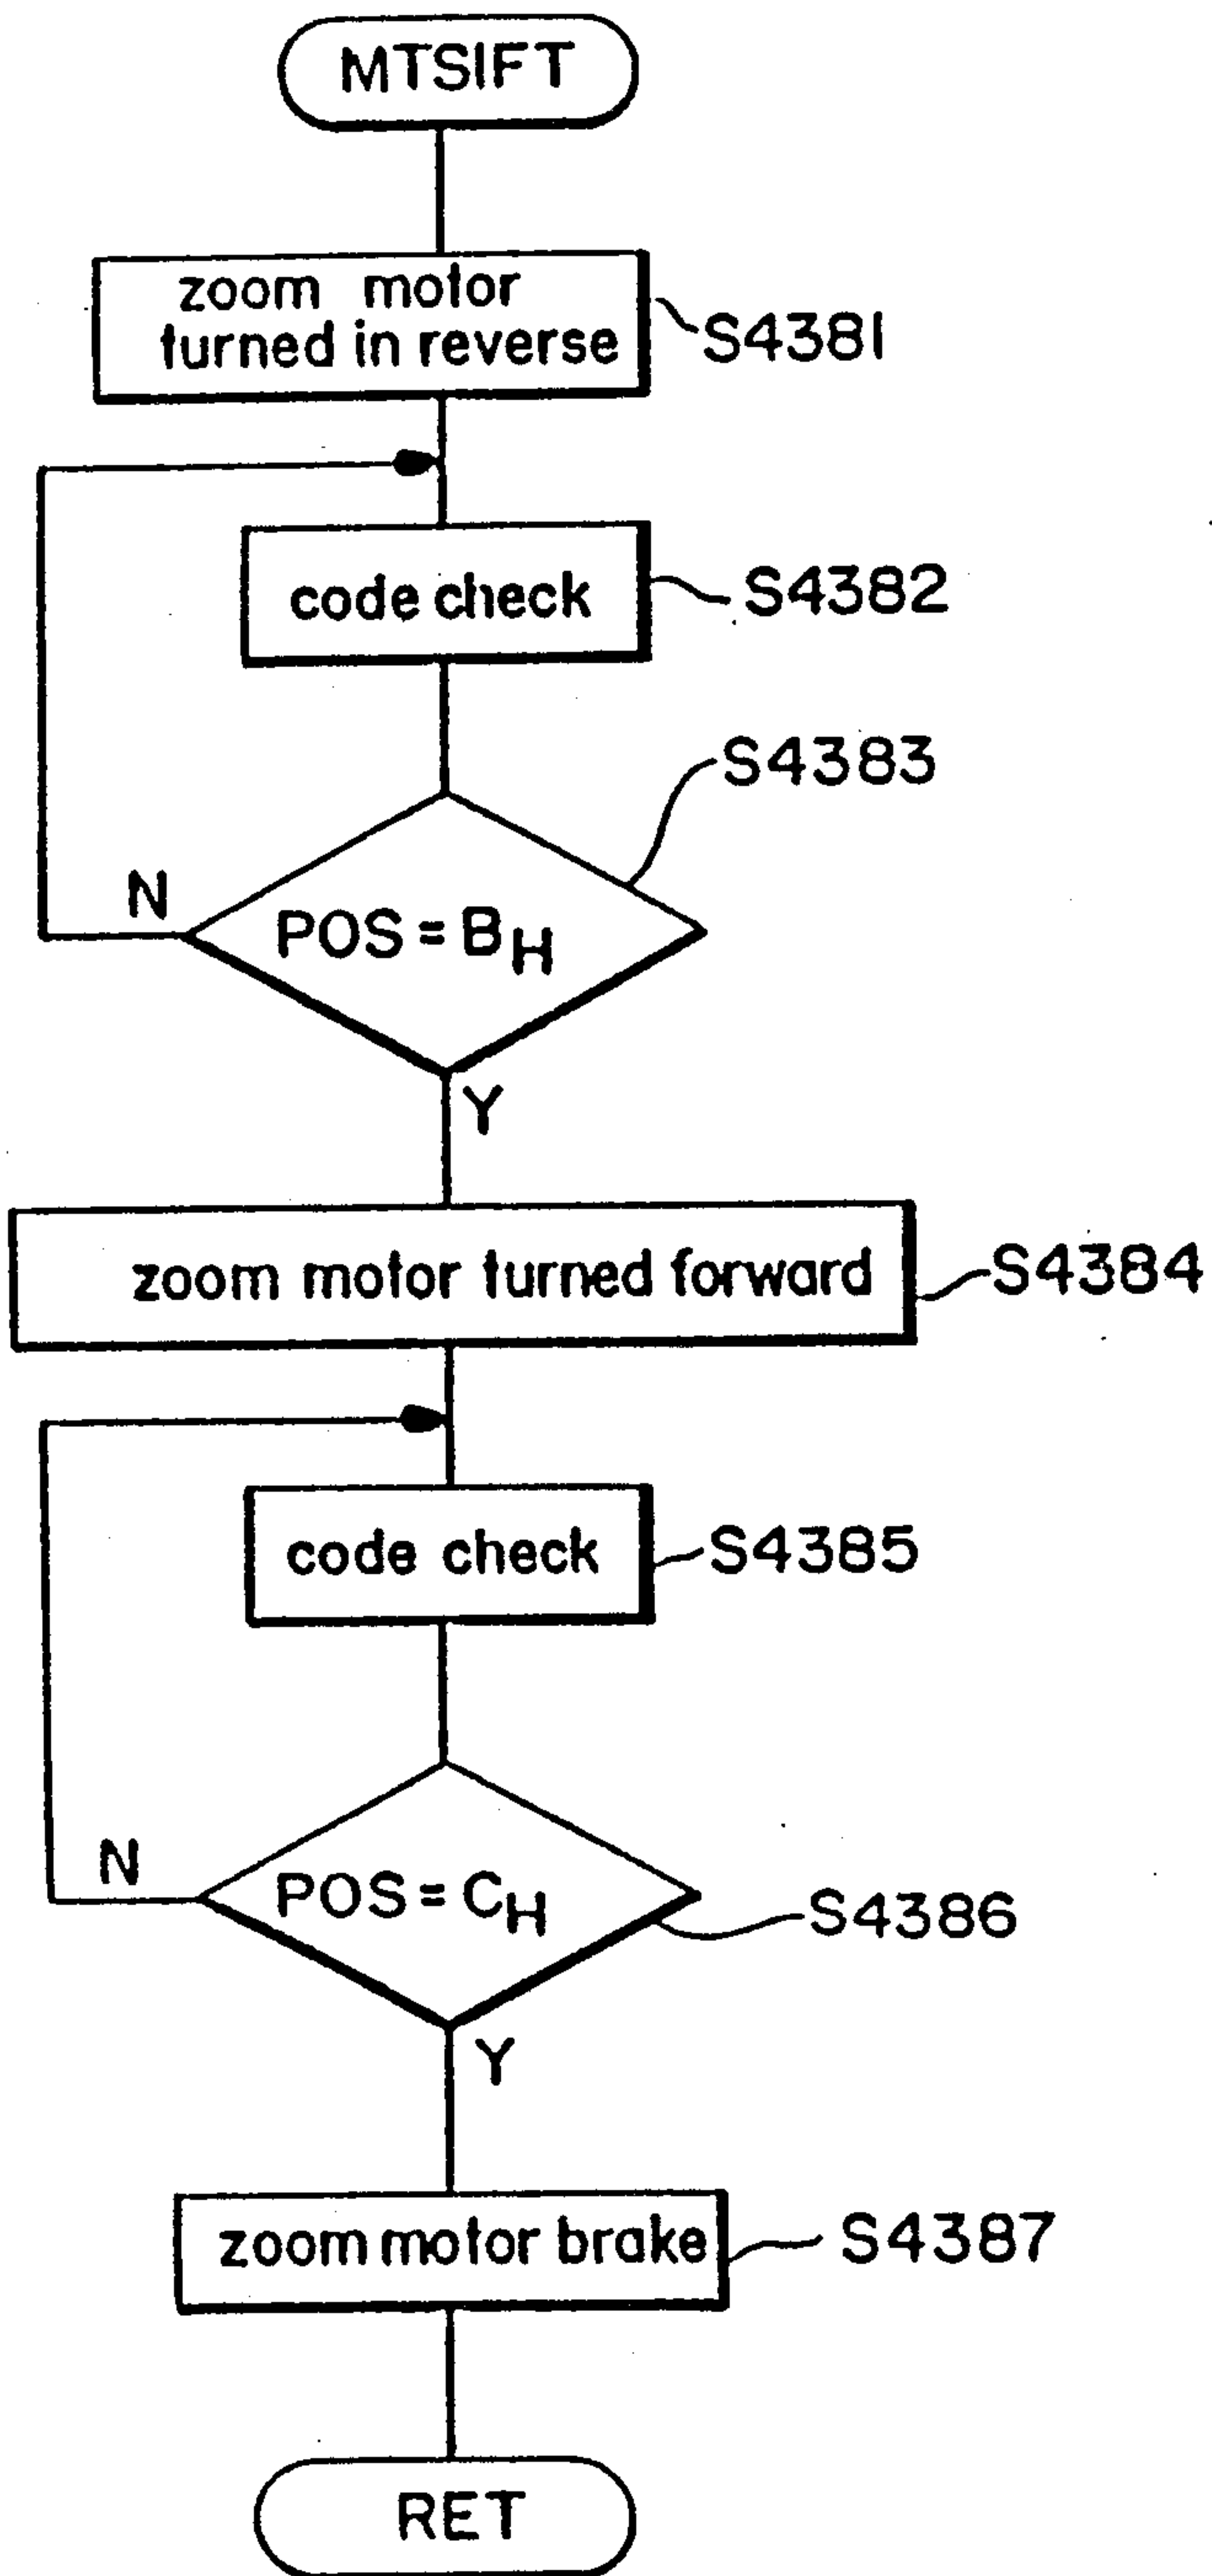 MTSIFT
zoom motor
turned in reverse
S4381
code check
S4382
S4383
N
POS = BH
Y
zoom motor turned forward
S4384
code check
S4385
N
POS = CH
S4386
Y
zoom motor brake
S4387
RET